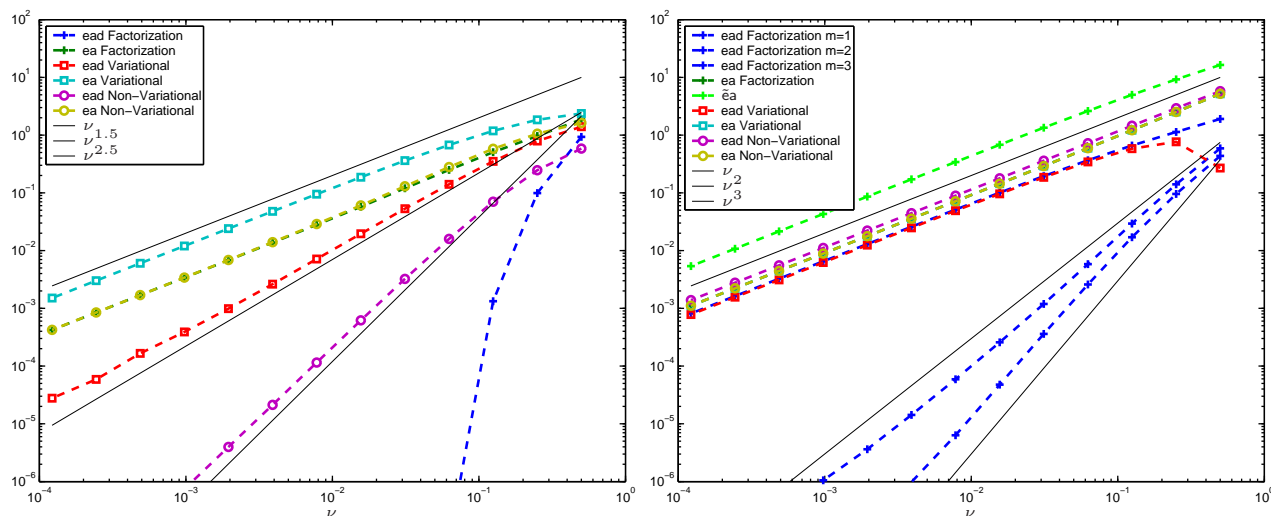 10^2
10^1
10^0
10^-1
10^-2
10^-3
10^-4
10^-5
10^-6
10^-4
10^-3
10^-2
10^-1
10^0
ν
ead Factorization
ea Factorization
ead Variational
ea Variational
ead Non-Variational
ea Non-Variational
ν
ν^1.5
ν^2.5
10^2
10^1
10^0
10^-1
10^-2
10^-3
10^-4
10^-5
10^-6
10^-4
10^-3
10^-2
10^-1
10^0
ν
ead Factorization m=1
ead Factorization m=2
ead Factorization m=3
ea Factorization
ẽa
ead Variational
ea Variational
ead Non-Variational
ea Non-Variational
ν
ν^2
ν^3